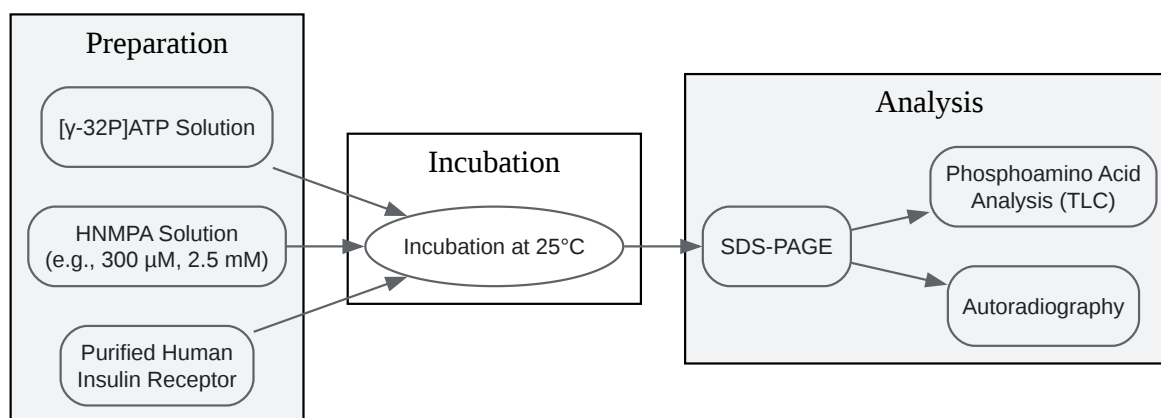 Preparation
[γ-32P]ATP Solution
HNMPA Solution
(e.g., 300 µM, 2.5 mM)
Purified Human
Insulin Receptor
Incubation
Incubation at 25°C
Analysis
SDS-PAGE
Phosphoamino Acid
Analysis (TLC)
Autoradiography